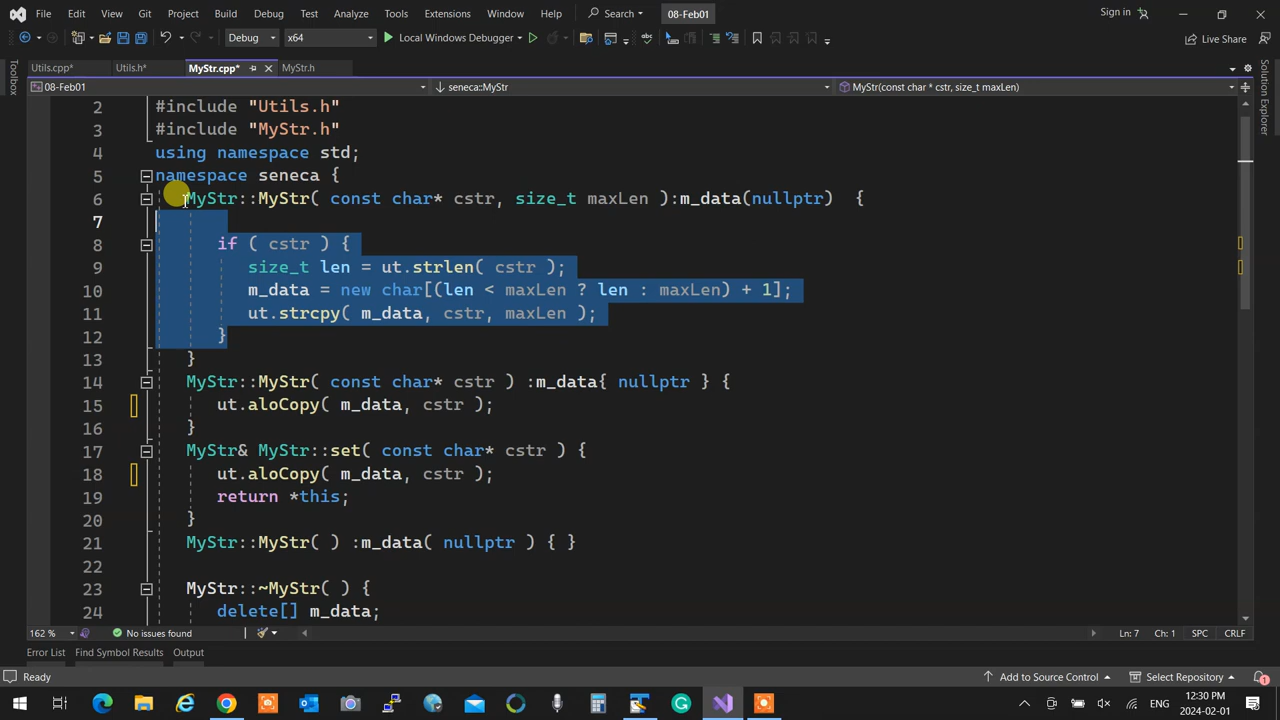 File Edit View Git Project Build Debug Test Analyze Tools Extensions Window Help Search 08-Feb01 Sign in
Debug x64 Local Windows Debugger Live Share
Utils.cpp* Utils.h* MyStr.cpp* MyStr.h
08-Feb01 seneca::MyStr MyStr(const char * cstr, size_t maxLen)
Toolbox
Solution Explorer
2 #include "Utils.h"
3 #include "MyStr.h"
4 using namespace std;
5 namespace seneca {
6 MyStr::MyStr( const char* cstr, size_t maxLen ):m_data(nullptr) {
7
8 if ( cstr ) {
9 size_t len = ut.strlen( cstr );
10 m_data = new char[(len < maxLen ? len : maxLen) + 1];
11 ut.strcpy( m_data, cstr, maxLen );
12 }
13 }
14 MyStr::MyStr( const char* cstr ) :m_data{ nullptr } {
15 ut.aloCopy( m_data, cstr );
16 }
17 MyStr& MyStr::set( const char* cstr ) {
18 ut.aloCopy( m_data, cstr );
19 return *this;
20 }
21 MyStr::MyStr( ) :m_data( nullptr ) { }
22
23 MyStr::~MyStr( ) {
24 delete[] m_data;
162 % No issues found Ln: 7 Ch: 1 SPC CRLF
Error List Find Symbol Results Output
Ready Add to Source Control Select Repository 1
ENG 12:30 PM
2024-02-01